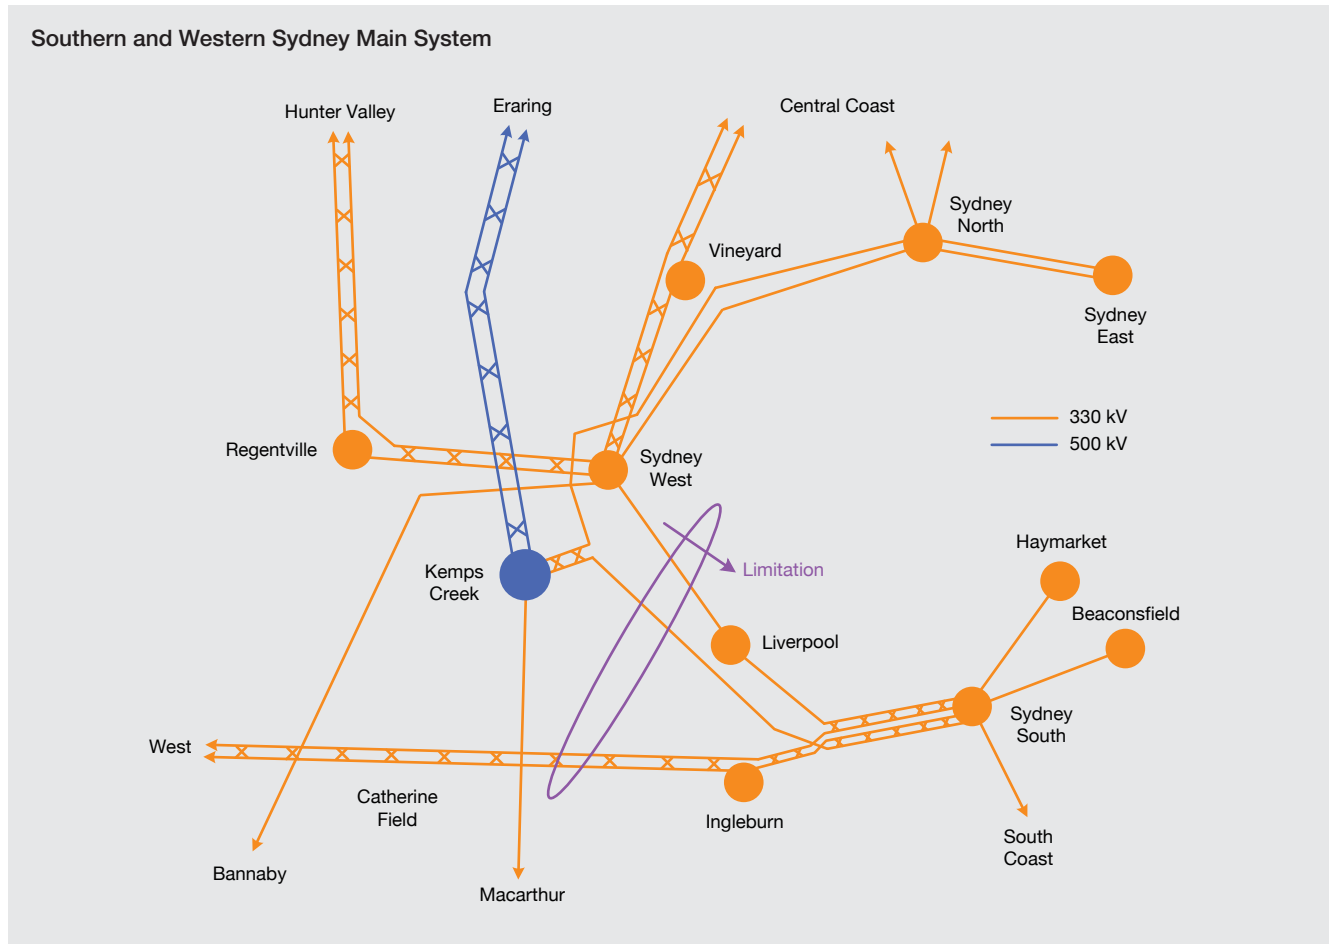 Southern and Western Sydney Main System
Hunter Valley
Eraring
Central Coast
Sydney
North
Vineyard
Sydney
East
330 kV
500 kV
Regentville
Sydney
West
Haymarket
Kemps
Creek
Limitation
Beaconsfield
Liverpool
Sydney
South
West
Catherine
Field
Ingleburn
South
Coast
Bannaby
Macarthur